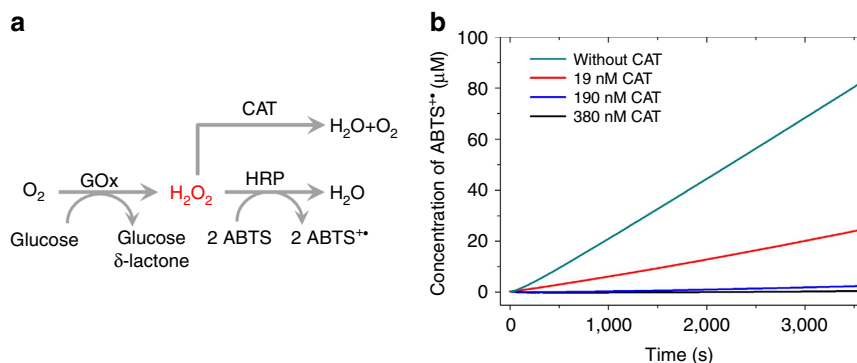 a
CAT
H₂O+O₂
O₂
GOx
H₂O₂
HRP
H₂O
Glucose
Glucose
δ-lactone
2 ABTS
2 ABTS⁺•
b
Concentration of ABTS⁺• (μM)
100
80
60
40
20
0
Without CAT
19 nM CAT
190 nM CAT
380 nM CAT
0
1,000
2,000
3,000
Time (s)